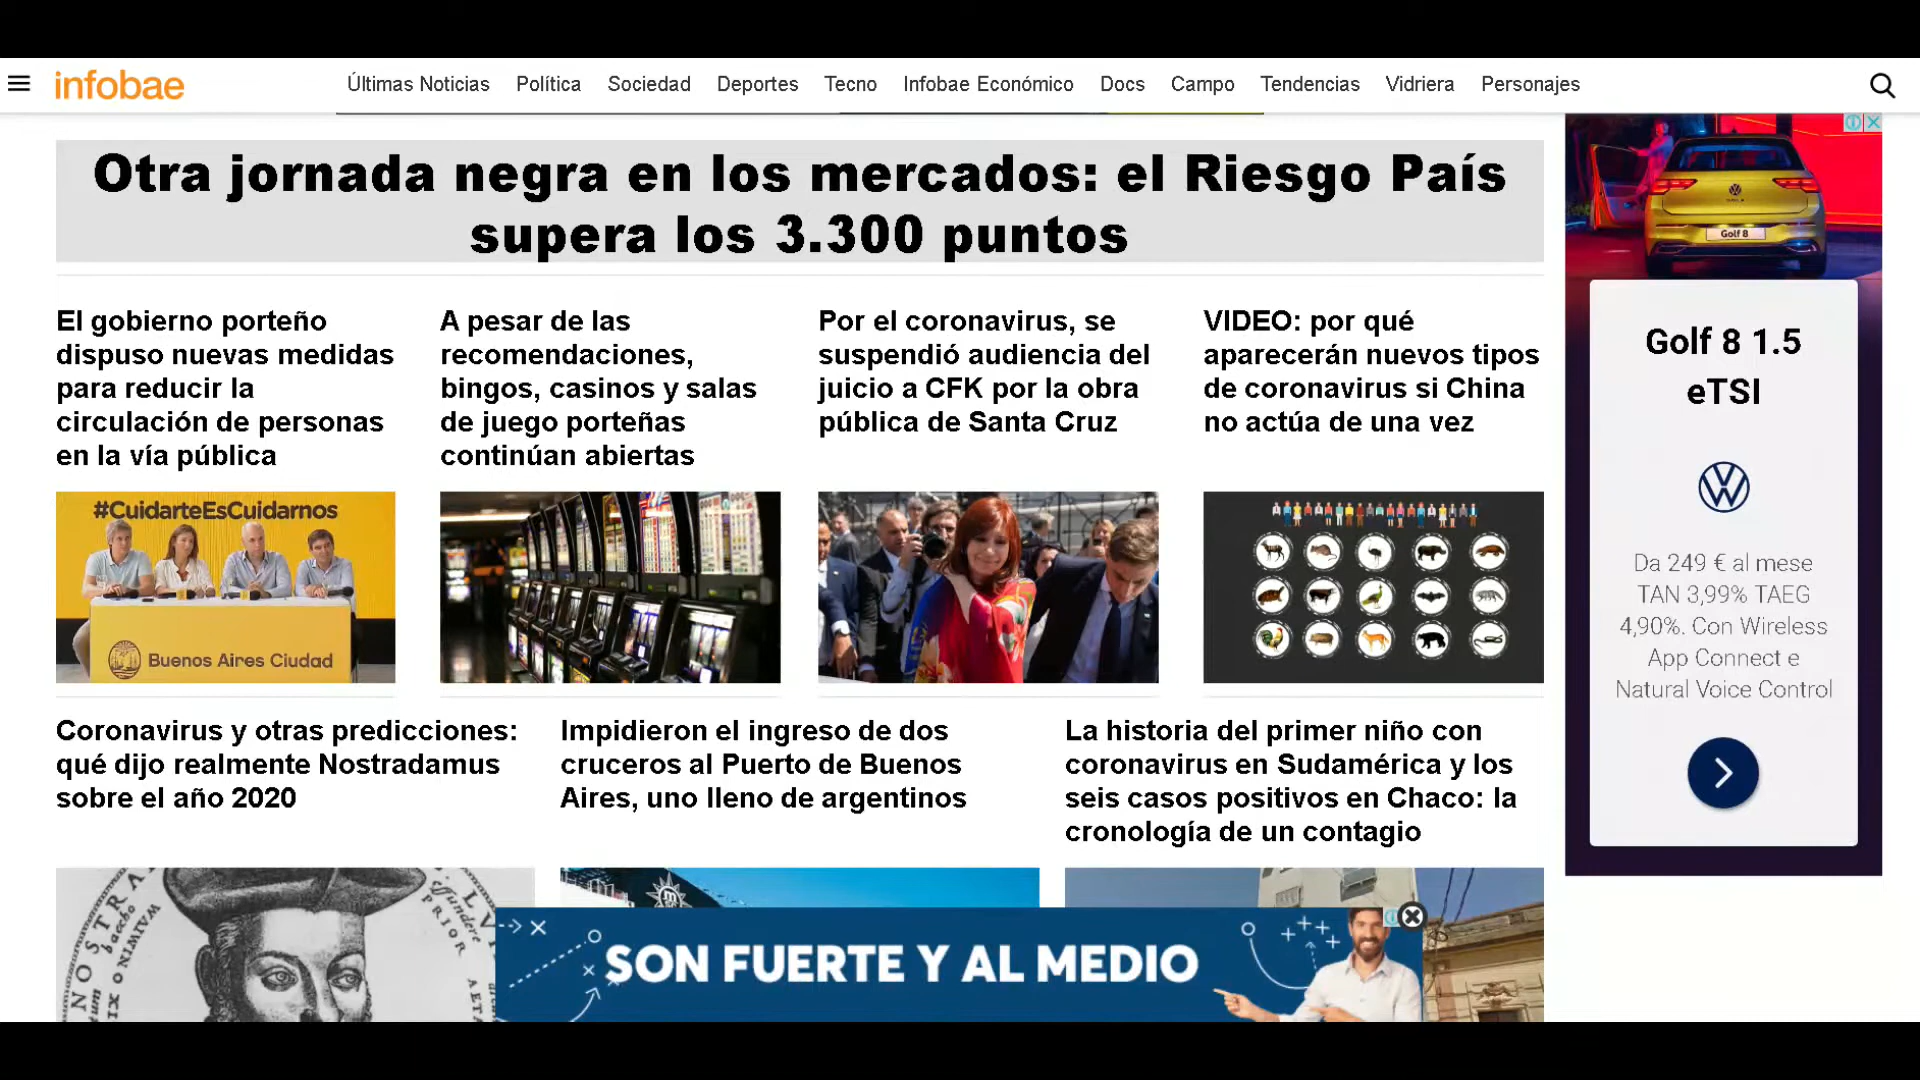 infobae
Últimas Noticias Política Sociedad Deportes Tecno Infobae Económico Docs Campo Tendencias Vidriera Personajes
Otra jornada negra en los mercados: el Riesgo País
supera los 3.300 puntos
El gobierno porteño
dispuso nuevas medidas
para reducir la
circulación de personas
en la vía pública
A pesar de las
recomendaciones,
bingos, casinos y salas
de juego porteñas
continúan abiertas
Por el coronavirus, se
suspendió audiencia del
juicio a CFK por la obra
pública de Santa Cruz
VIDEO: por qué
aparecerán nuevos tipos
de coronavirus si China
no actúa de una vez
#CuidarteEsCuidarnos
Buenos Aires Ciudad
Coronavirus y otras predicciones:
qué dijo realmente Nostradamus
sobre el año 2020
Impidieron el ingreso de dos
cruceros al Puerto de Buenos
Aires, uno lleno de argentinos
La historia del primer niño con
coronavirus en Sudamérica y los
seis casos positivos en Chaco: la
cronología de un contagio
SON FUERTE Y AL MEDIO
Golf 8
Golf 8 1.5
eTSI
Da 249 € al mese
TAN 3,99% TAEG
4,90%. Con Wireless
App Connect e
Natural Voice Control